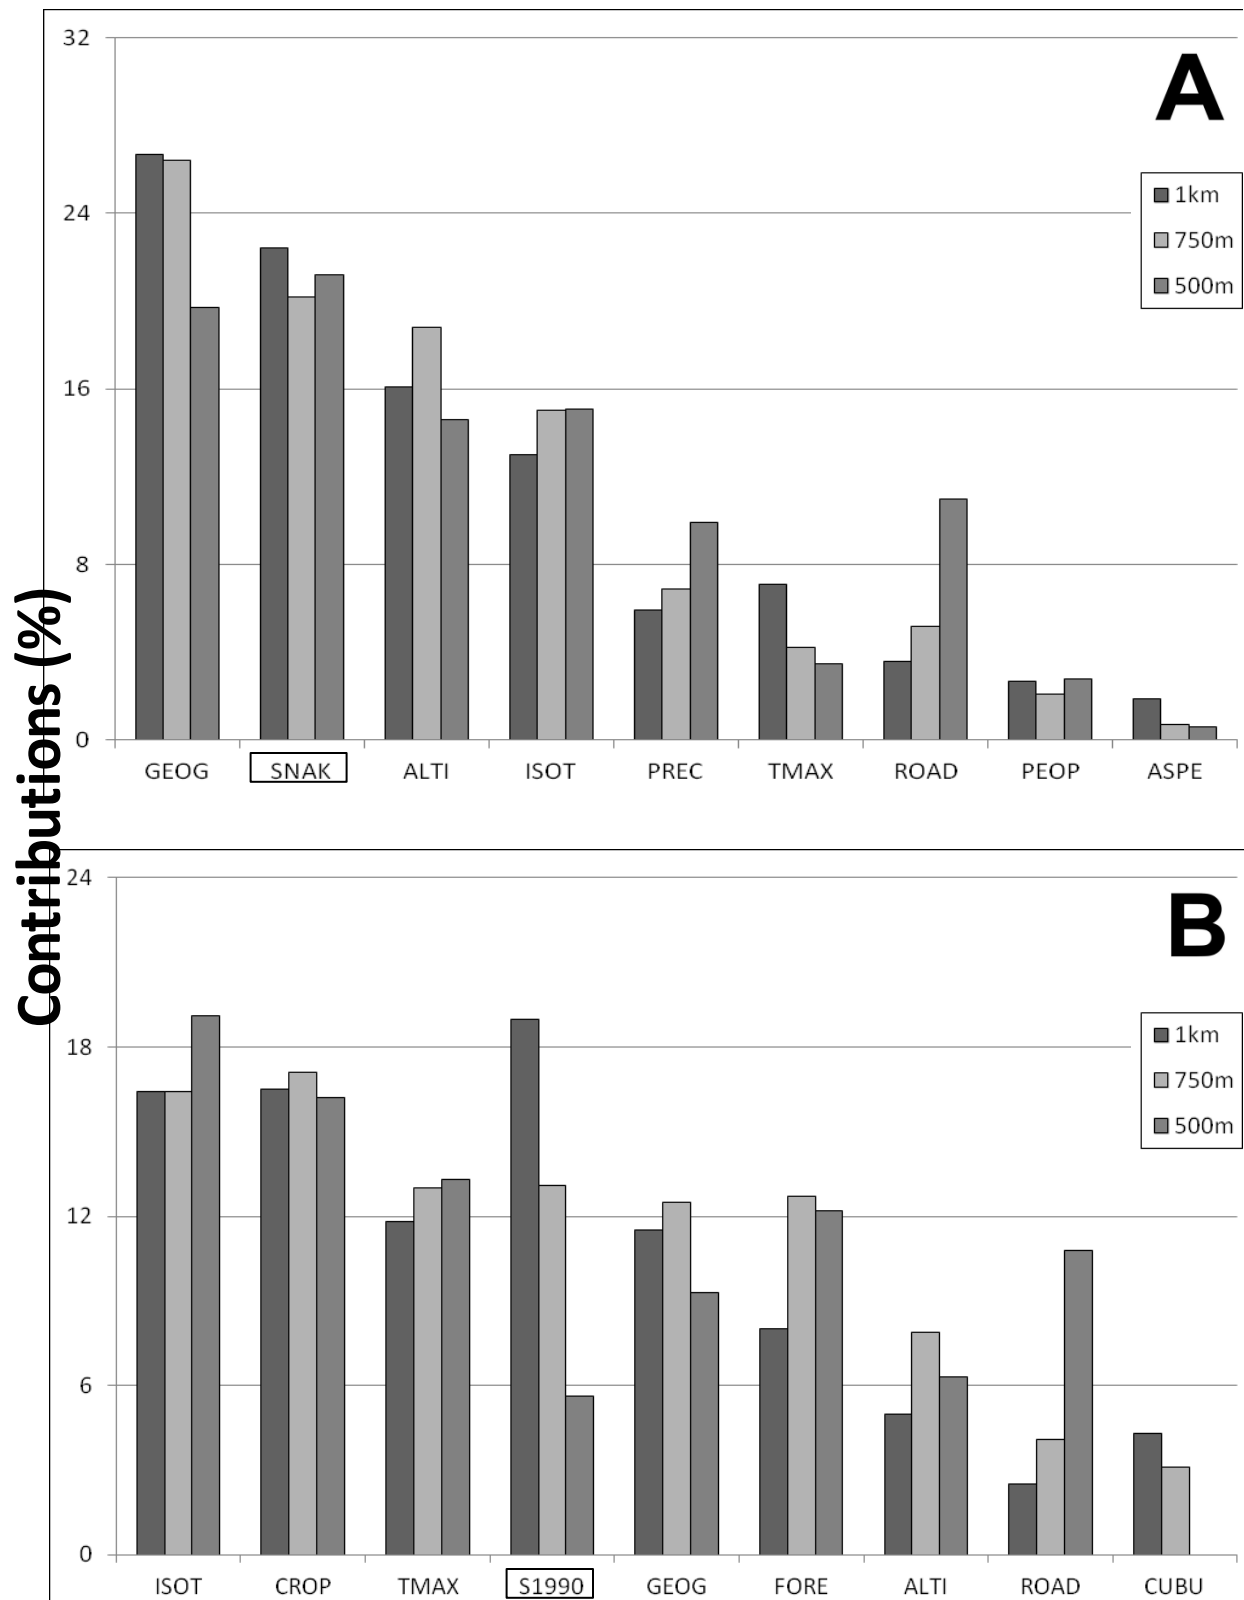 Contributions (%)
A
32
24
16
8
0
1km
750m
500m
GEOG SNAK ALTI ISOT PREC TMAX ROAD PEOP ASPE
B
24
18
12
6
0
1km
750m
500m
ISOT CROP TMAX S1990 GEOG FORE ALTI ROAD CUBU